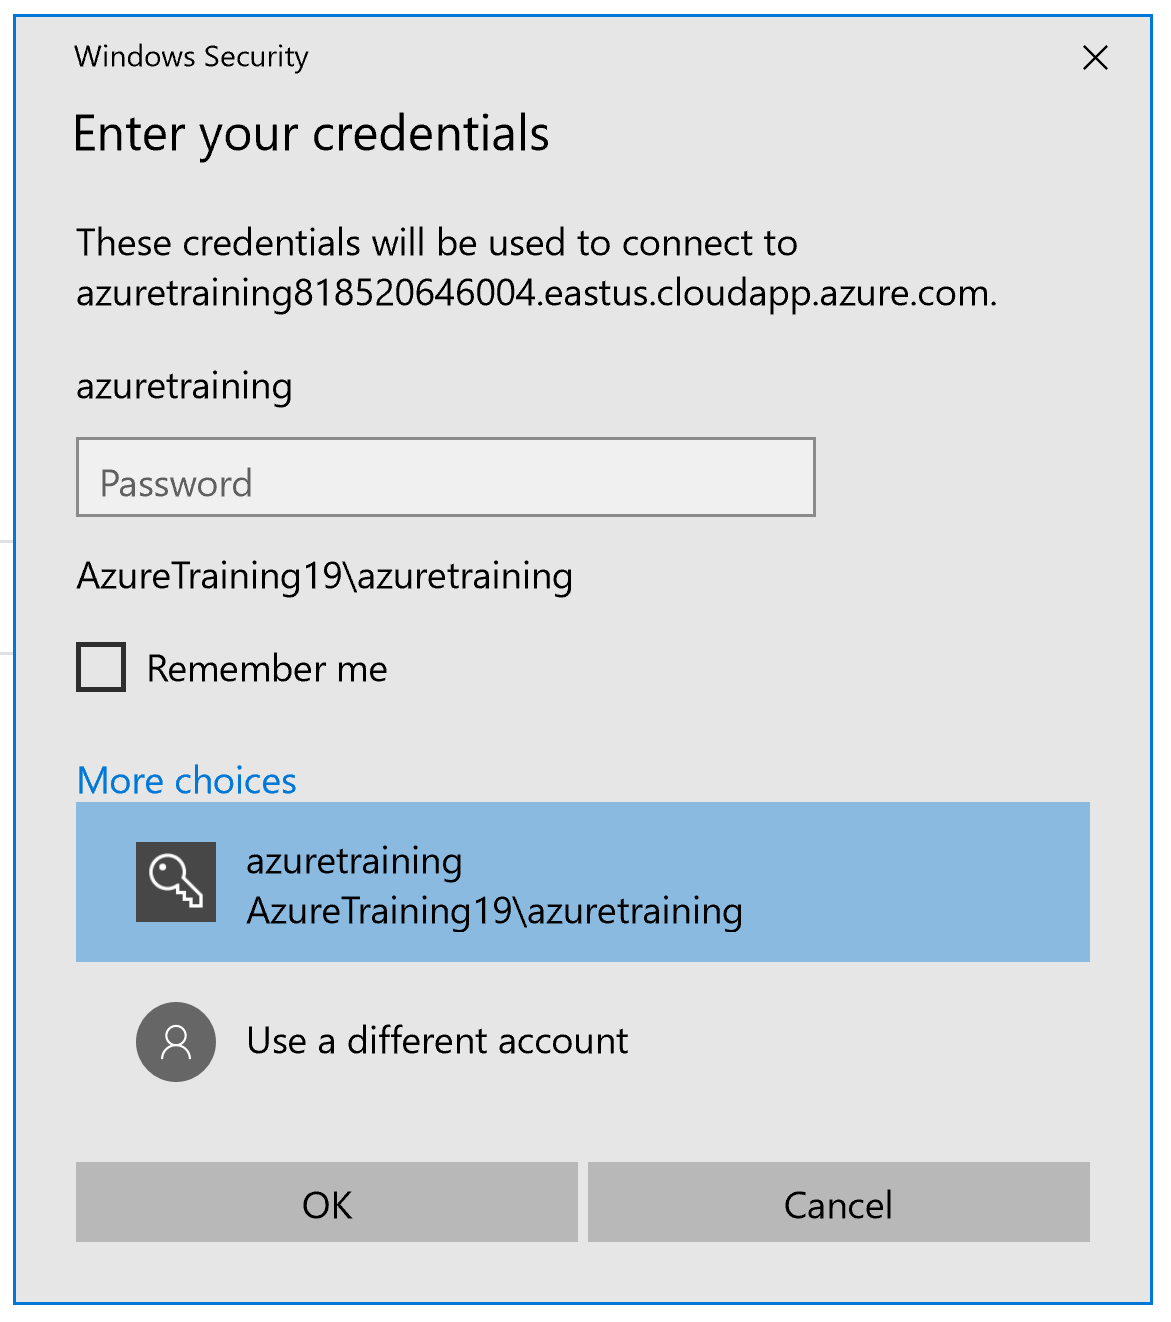 Windows Security
Enter your credentials
These credentials will be used to connect to
azuretraining818520646004.eastus.cloudapp.azure.com.
azuretraining
Password
AzureTraining19\azuretraining
Remember me
More choices
azuretraining
AzureTraining19\azuretraining
Use a different account
OK
Cancel